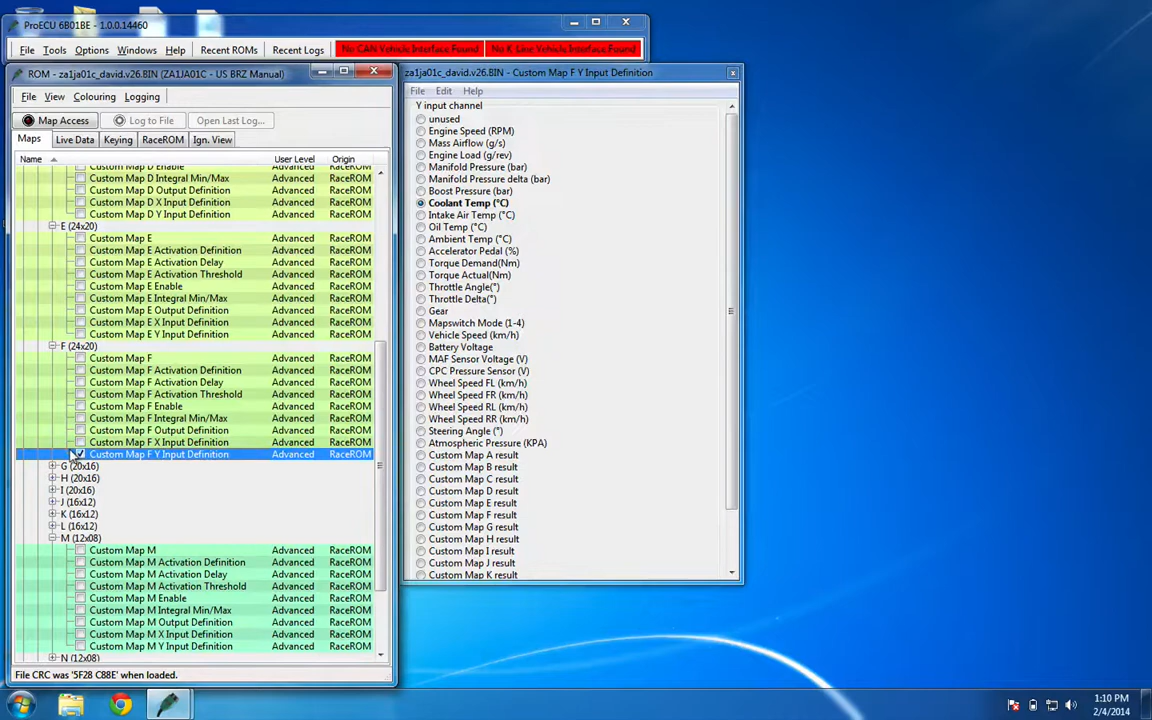 ProECU 6B01BE - 1.0.0.14460
File Tools Options Windows Help Recent ROMs Recent Logs No CAN Vehicle Interface Found No K-Line Vehicle Interface Found
ROM - za1ja01c_david.v26.BIN (ZA1JA01C - US BRZ Manual)
File View Colouring Logging
Map Access Log to File Open Last Log...
Maps Live Data Keying RaceROM Ign. View
Name User Level Origin
Custom Map D Enable Advanced RaceROM
Custom Map D Integral Min/Max Advanced RaceROM
Custom Map D Output Definition Advanced RaceROM
Custom Map D X Input Definition Advanced RaceROM
Custom Map D Y Input Definition Advanced RaceROM
E (24x20)
Custom Map E Advanced RaceROM
Custom Map E Activation Definition Advanced RaceROM
Custom Map E Activation Delay Advanced RaceROM
Custom Map E Activation Threshold Advanced RaceROM
Custom Map E Enable Advanced RaceROM
Custom Map E Integral Min/Max Advanced RaceROM
Custom Map E Output Definition Advanced RaceROM
Custom Map E X Input Definition Advanced RaceROM
Custom Map E Y Input Definition Advanced RaceROM
F (24x20)
Custom Map F Advanced RaceROM
Custom Map F Activation Definition Advanced RaceROM
Custom Map F Activation Delay Advanced RaceROM
Custom Map F Activation Threshold Advanced RaceROM
Custom Map F Enable Advanced RaceROM
Custom Map F Integral Min/Max Advanced RaceROM
Custom Map F Output Definition Advanced RaceROM
Custom Map F X Input Definition Advanced RaceROM
Custom Map F Y Input Definition Advanced RaceROM
G (20x16)
H (20x16)
I (20x16)
J (16x12)
K (16x12)
L (16x12)
M (12x08)
Custom Map M Advanced RaceROM
Custom Map M Activation Definition Advanced RaceROM
Custom Map M Activation Delay Advanced RaceROM
Custom Map M Activation Threshold Advanced RaceROM
Custom Map M Enable Advanced RaceROM
Custom Map M Integral Min/Max Advanced RaceROM
Custom Map M Output Definition Advanced RaceROM
Custom Map M X Input Definition Advanced RaceROM
Custom Map M Y Input Definition Advanced RaceROM
N (12x08)
File CRC was '5F28 C88E' when loaded.
za1ja01c_david.v26.BIN - Custom Map F Y Input Definition
File Edit Help
Y input channel
unused
Engine Speed (RPM)
Mass Airflow (g/s)
Engine Load (g/rev)
Manifold Pressure (bar)
Manifold Pressure delta (bar)
Boost Pressure (bar)
Coolant Temp (°C)
Intake Air Temp (°C)
Oil Temp (°C)
Ambient Temp (°C)
Accelerator Pedal (%)
Torque Demand(Nm)
Torque Actual(Nm)
Throttle Angle(°)
Throttle Delta(°)
Gear
Mapswitch Mode (1-4)
Vehicle Speed (km/h)
Battery Voltage
MAF Sensor Voltage (V)
CPC Pressure Sensor (V)
Wheel Speed FL (km/h)
Wheel Speed FR (km/h)
Wheel Speed RL (km/h)
Wheel Speed RR (km/h)
Steering Angle (°)
Atmospheric Pressure (KPA)
Custom Map A result
Custom Map B result
Custom Map C result
Custom Map D result
Custom Map E result
Custom Map F result
Custom Map G result
Custom Map H result
Custom Map I result
Custom Map J result
Custom Map K result
1:10 PM
2/4/2014